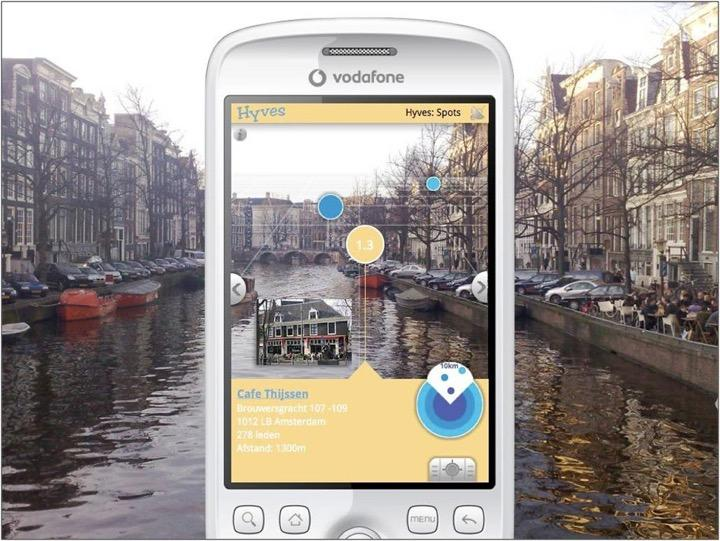 vodafone
Hyves
Hyves: Spots
i
1.3
10km
Cafe Thijssen
Brouwersgracht 107 -109
1012 LB Amsterdam
278 leden
Afstand: 1300m
MENU